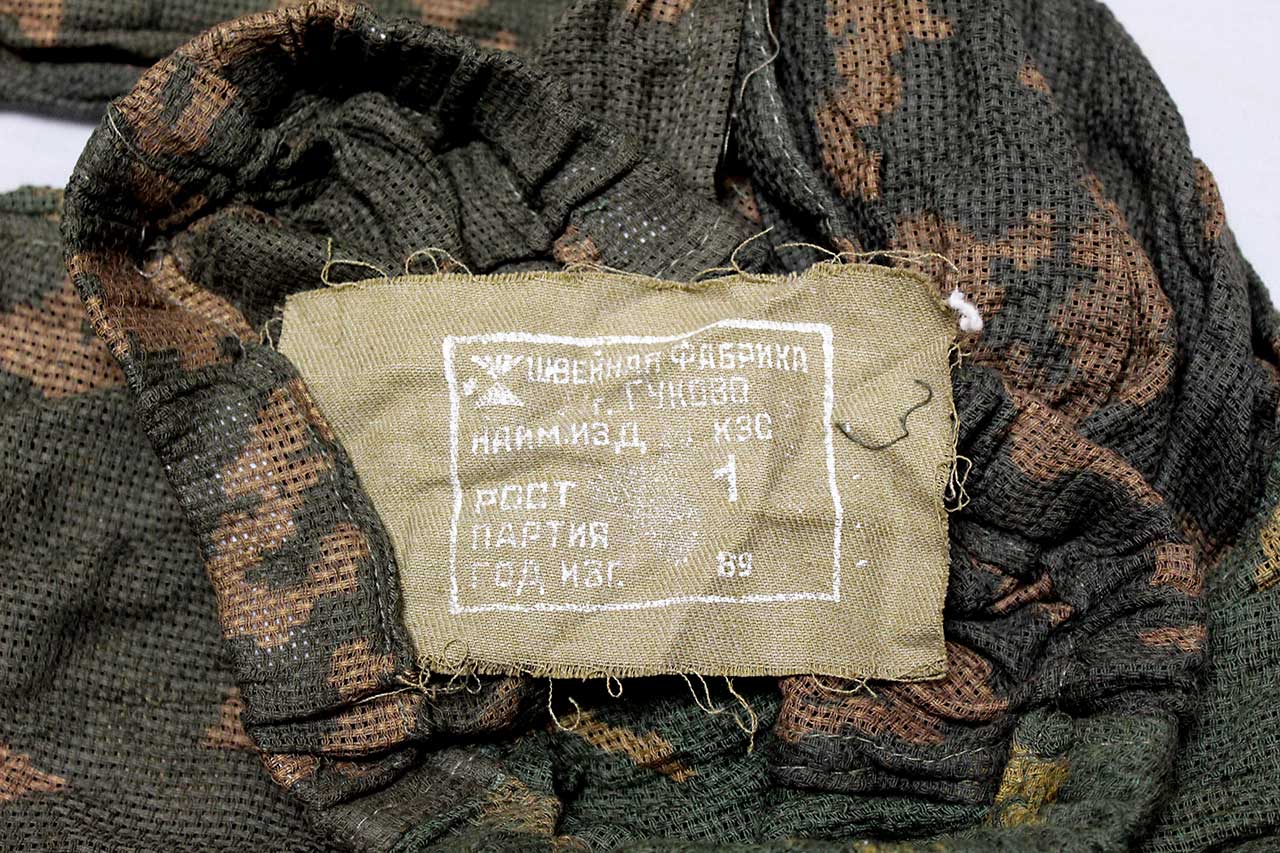 ШВЕЙНАЯ ФАБРИКА
г. ГУКОВО
НАИМ.ИЗД. КЗС
РОСТ 1
ПАРТИЯ
ГОД ИЗГ. 89